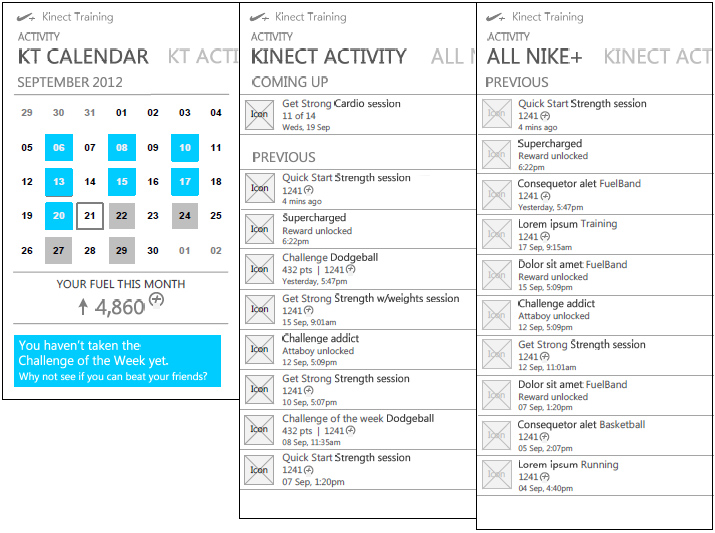 Kinect Training
ACTIVITY
KT CALENDAR KT ACTI
SEPTEMBER 2012
29 30 31 01 02 03 04
05 06 07 08 09 10 11
12 13 14 15 16 17 18
19 20 21 22 23 24 25
26 27 28 29 30 01 02
YOUR FUEL THIS MONTH
4,860
You haven't taken the
Challenge of the Week yet.
Why not see if you can beat your friends?
Kinect Training
ACTIVITY
KINECT ACTIVITY ALL N
COMING UP
Icon
Get Strong Cardio session
11 of 14
Weds, 19 Sep
PREVIOUS
Icon
Quick Start Strength session
1241
4 mins ago
Icon
Supercharged
Reward unlocked
6:22pm
Icon
Challenge Dodgeball
432 pts | 1241
Yesterday, 5:47pm
Icon
Get Strong Strength w/weights session
1241
15 Sep, 9:01am
Icon
Challenge addict
Attaboy unlocked
12 Sep, 5:09pm
Icon
Get Strong Strength session
1241
10 Sep, 5:07pm
Icon
Challenge of the week Dodgeball
432 pts | 1241
08 Sep, 11:35am
Icon
Quick Start Strength session
1241
07 Sep, 1:20pm
Kinect Training
ACTIVITY
ALL NIKE+ KINECT ACT
PREVIOUS
Icon
Quick Start Strength session
1241
4 mins ago
Icon
Supercharged
Reward unlocked
6:22pm
Icon
Consequetor alet FuelBand
1241
Yesterday, 5:47pm
Icon
Lorem ipsum Training
1241
17 Sep, 9:15am
Icon
Dolor sit amet FuelBand
Reward unlocked
15 Sep, 5:09pm
Icon
Challenge addict
Attaboy unlocked
12 Sep, 5:09pm
Icon
Get Strong Strength session
1241
12 Sep, 11:01am
Icon
Dolor sit amet FuelBand
Reward unlocked
07 Sep, 1:20pm
Icon
Consequetor alet Basketball
1241
05 Sep, 2:07pm
Icon
Lorem ipsum Running
1241
04 Sep, 4:40pm